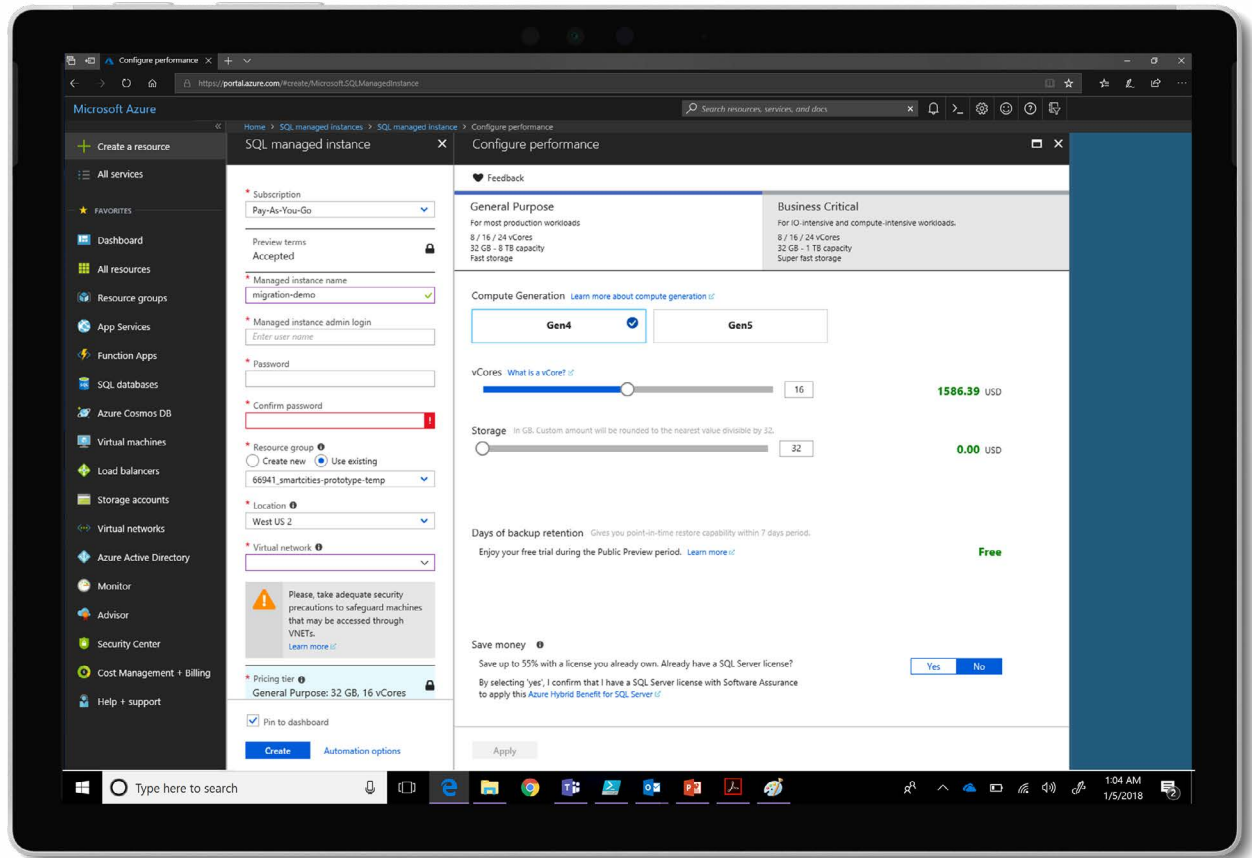 Configure performance
https://portal.azure.com/#create/Microsoft.SQLManagedInstance
Microsoft Azure
Search resources, services, and docs
Home > SQL managed instances > SQL managed instance > Configure performance
Create a resource
All services
FAVORITES
Dashboard
All resources
Resource groups
App Services
Function Apps
SQL databases
Azure Cosmos DB
Virtual machines
Load balancers
Storage accounts
Virtual networks
Azure Active Directory
Monitor
Advisor
Security Center
Cost Management + Billing
Help + support
SQL managed instance
* Subscription
Pay-As-You-Go
Preview terms
Accepted
* Managed instance name
migration-demo
* Managed instance admin login
Enter user name
* Password
* Confirm password
* Resource group
Create new Use existing
66941_smartcities-prototype-temp
* Location
West US 2
* Virtual network
Please, take adequate security
precautions to safeguard machines
that may be accessed through
VNETs.
Learn more
* Pricing tier
General Purpose: 32 GB, 16 vCores
Pin to dashboard
Create Automation options
Configure performance
Feedback
General Purpose
For most production workloads
8 / 16 / 24 vCores
32 GB - 8 TB capacity
Fast storage
Business Critical
For IO-intensive and compute-intensive workloads.
8 / 16 / 24 vCores
32 GB - 1 TB capacity
Super fast storage
Compute Generation Learn more about compute generation
Gen4 Gen5
vCores What is a vCore?
16 1586.39 USD
Storage In GB. Custom amount will be rounded to the nearest value divisible by 32.
32 0.00 USD
Days of backup retention Gives you point-in-time restore capability within 7 days period.
Enjoy your free trial during the Public Preview period. Learn more Free
Save money
Save up to 55% with a license you already own. Already have a SQL Server license? Yes No
By selecting 'yes', I confirm that I have a SQL Server license with Software Assurance
to apply this Azure Hybrid Benefit for SQL Server
Apply
Type here to search
1:04 AM
1/5/2018
2